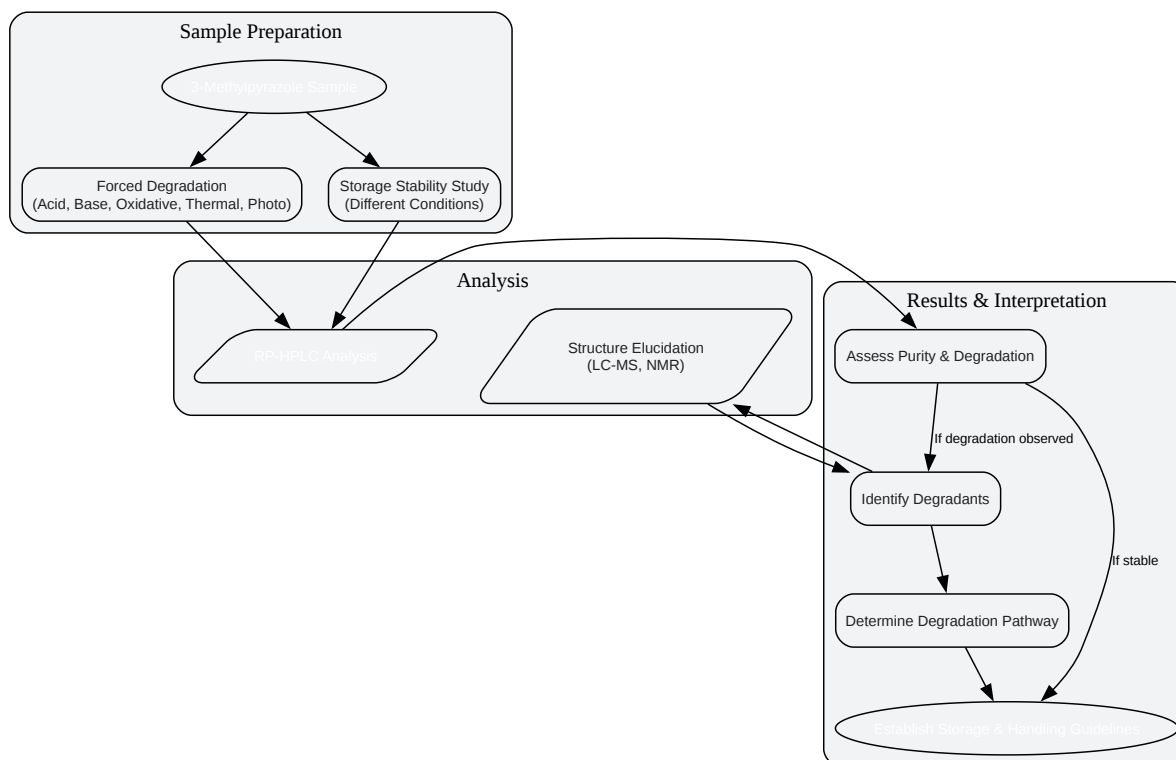 Sample Preparation
3-Methylpyrazole Sample
Forced Degradation
(Acid, Base, Oxidative, Thermal, Photo)
Storage Stability Study
(Different Conditions)
Analysis
RP-HPLC Analysis
Structure Elucidation
(LC-MS, NMR)
Results & Interpretation
Assess Purity & Degradation
If degradation observed
Identify Degradants
If stable
Determine Degradation Pathway
Establish Storage & Handling Guidelines